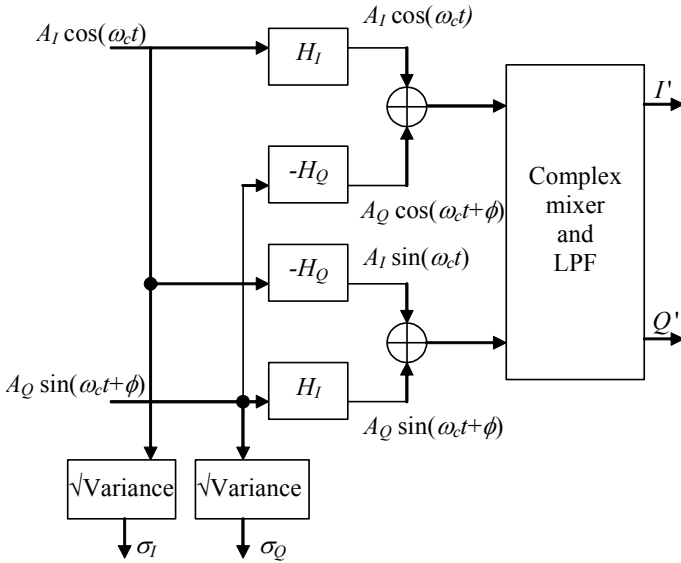 A_I cos(ω_c t)
A_I cos(ω_c t)
H_I
I'
-H_Q
Complex
mixer
and
LPF
A_Q cos(ω_c t+ϕ)
-H_Q
A_I sin(ω_c t)
Q'
A_Q sin(ω_c t+ϕ)
H_I
A_Q sin(ω_c t+ϕ)
√Variance
√Variance
σ_I
σ_Q